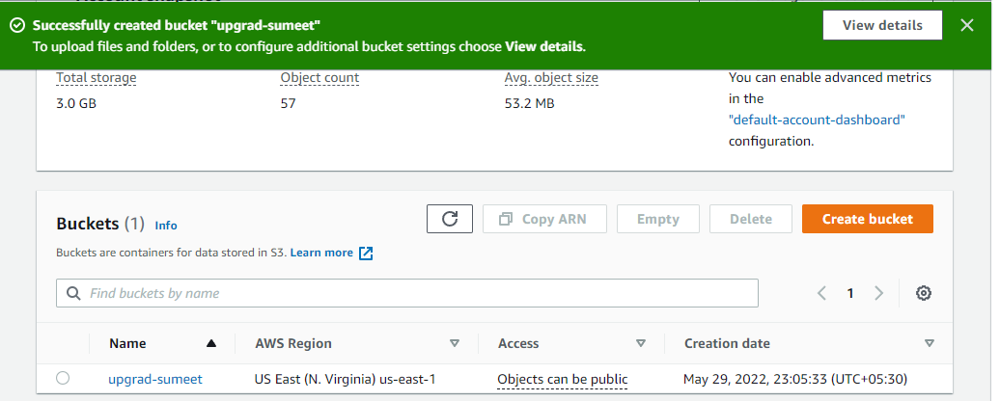 Successfully created bucket "upgrad-sumeet"
To upload files and folders, or to configure additional bucket settings choose View details.
View details
Total storage
3.0 GB
Object count
57
Avg. object size
53.2 MB
You can enable advanced metrics
in the
"default-account-dashboard"
configuration.
Buckets (1) Info
Copy ARN
Empty
Delete
Create bucket
Buckets are containers for data stored in S3. Learn more
Find buckets by name
1
Name AWS Region Access Creation date
upgrad-sumeet US East (N. Virginia) us-east-1 Objects can be public May 29, 2022, 23:05:33 (UTC+05:30)